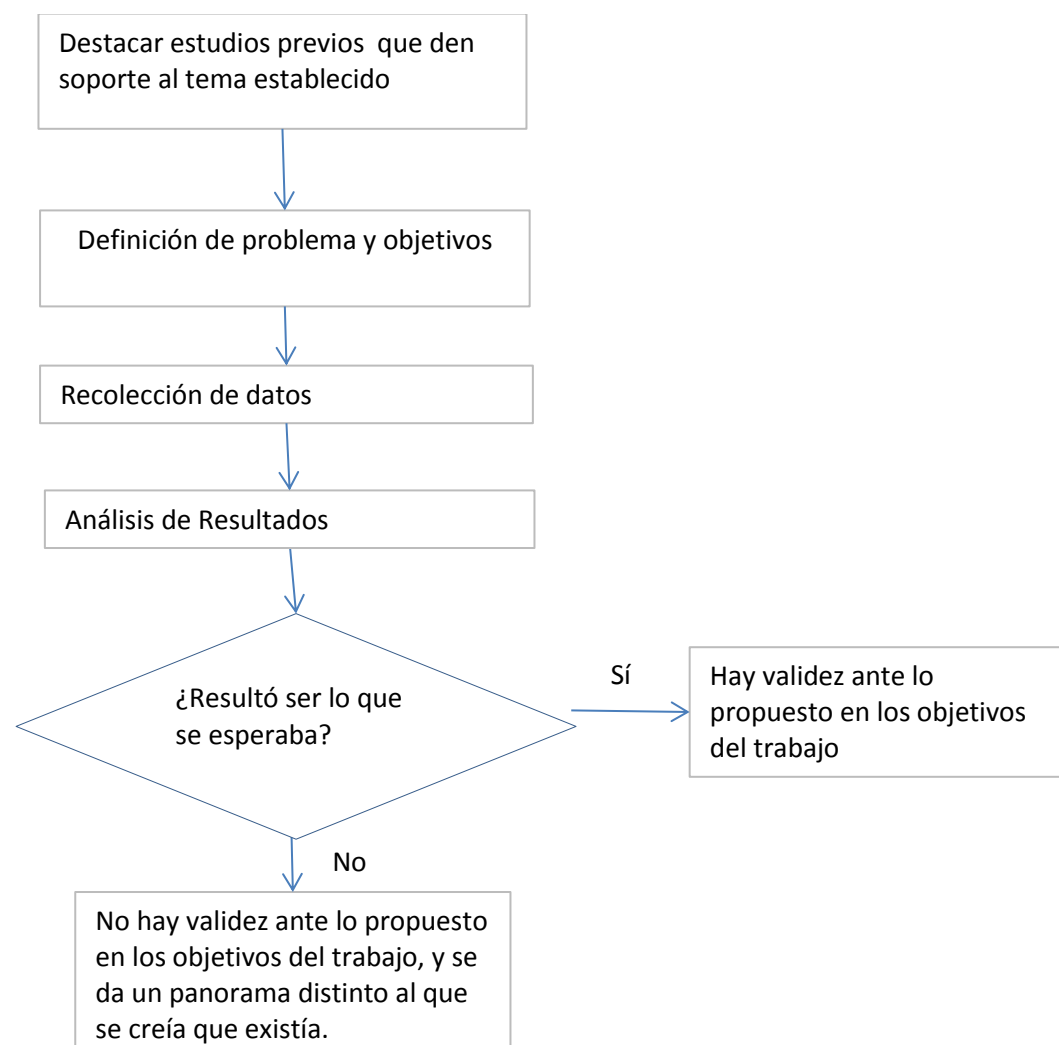 Destacar estudios previos  que den
soporte al tema establecido
Definición de problema y objetivos
Recolección de datos
Análisis de Resultados
¿Resultó ser lo que
se esperaba?
Sí
Hay validez ante lo
propuesto en los objetivos
del trabajo
No
No hay validez ante lo propuesto
en los objetivos del trabajo, y se
da un panorama distinto al que
se creía que existía.